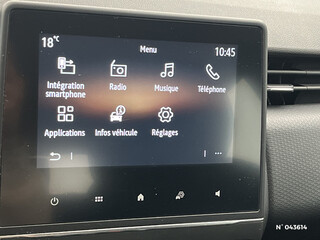 18°C
Menu
10:45
Intégration smartphone
Radio
Musique
Téléphone
Applications
Infos véhicule
Réglages
N° 043614